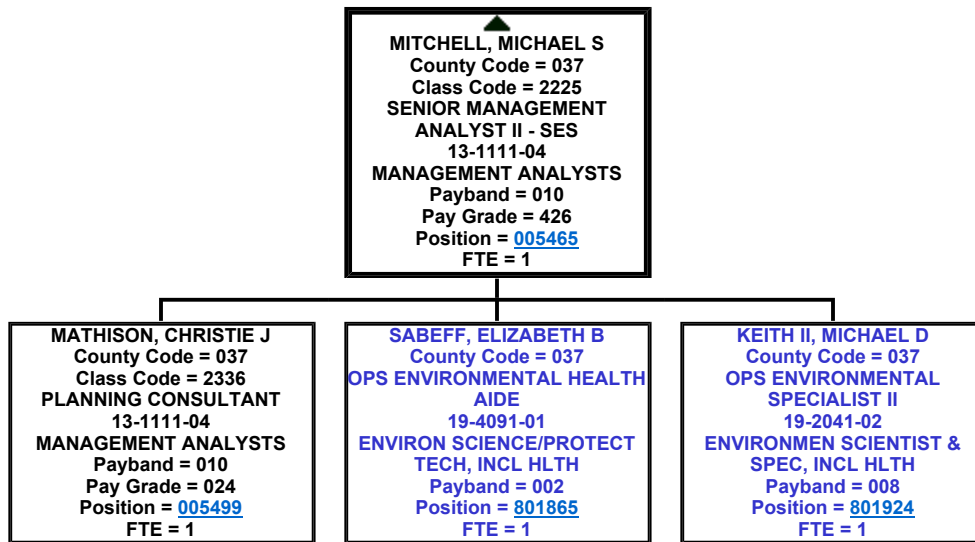 MITCHELL, MICHAEL S
County Code = 037
Class Code = 2225
SENIOR MANAGEMENT
ANALYST II - SES
13-1111-04
MANAGEMENT ANALYSTS
Payband = 010
Pay Grade = 426
Position = 005465
FTE = 1
MATHISON, CHRISTIE J
County Code = 037
Class Code = 2336
PLANNING CONSULTANT
13-1111-04
MANAGEMENT ANALYSTS
Payband = 010
Pay Grade = 024
Position = 005499
FTE = 1
SABEFF, ELIZABETH B
County Code = 037
OPS ENVIRONMENTAL HEALTH
AIDE
19-4091-01
ENVIRON SCIENCE/PROTECT
TECH, INCL HLTH
Payband = 002
Position = 801865
FTE = 1
KEITH II, MICHAEL D
County Code = 037
OPS ENVIRONMENTAL
SPECIALIST II
19-2041-02
ENVIRONMEN SCIENTIST &
SPEC, INCL HLTH
Payband = 008
Position = 801924
FTE = 1